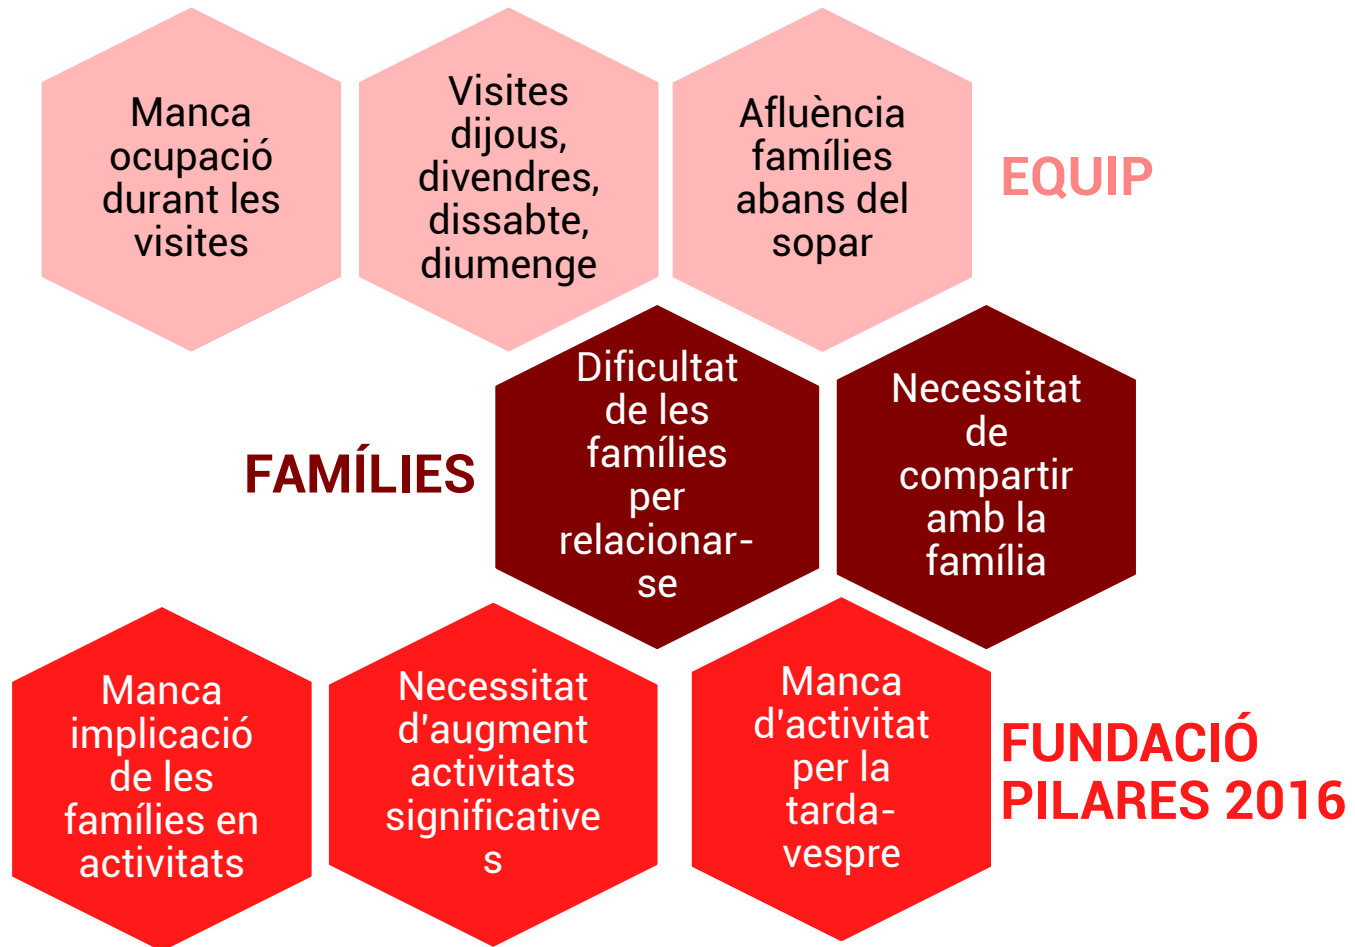 Manca
ocupació
durant les
visites
Visites
dijous,
divendres,
dissabte,
diumenge
Afluència
famílies
abans del
sopar
EQUIP
FAMÍLIES
Dificultat
de les
famílies
per
relacionar-
se
Necessitat
de
compartir
amb la
família
Manca
implicació
de les
famílies en
activitats
Necessitat
d'augment
activitats
significative
s
Manca
d'activitat
per la
tarda-
vespre
FUNDACIÓ
PILARES 2016